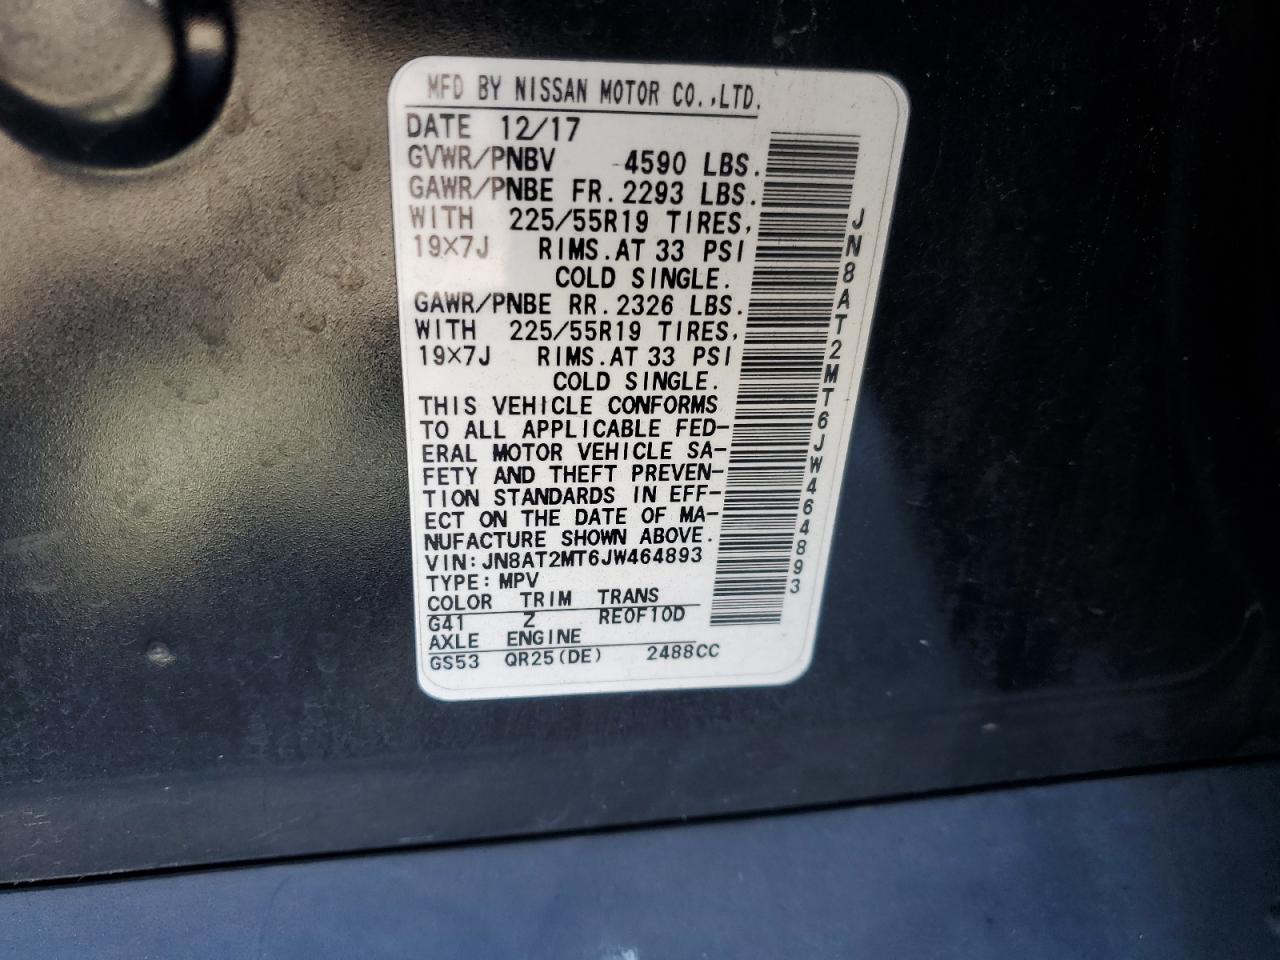 MFD BY NISSAN MOTOR CO.,LTD.
DATE 12/17
GVWR/PNBV 4590 LBS.
GAWR/PNBE FR.2293 LBS.
WITH 225/55R19 TIRES,
19×7J RIMS.AT 33 PSI
COLD SINGLE.
GAWR/PNBE RR.2326 LBS.
WITH 225/55R19 TIRES,
19×7J RIMS.AT 33 PSI
COLD SINGLE.
THIS VEHICLE CONFORMS
TO ALL APPLICABLE FED-
ERAL MOTOR VEHICLE SA-
FETY AND THEFT PREVEN-
TION STANDARDS IN EFF-
ECT ON THE DATE OF MA-
NUFACTURE SHOWN ABOVE.
VIN:JN8AT2MT6JW464893
TYPE:MPV
COLOR TRIM TRANS
G41 Z RE0F10D
AXLE ENGINE
GS53 QR25(DE) 2488CC
JN8AT2MT6JW464893